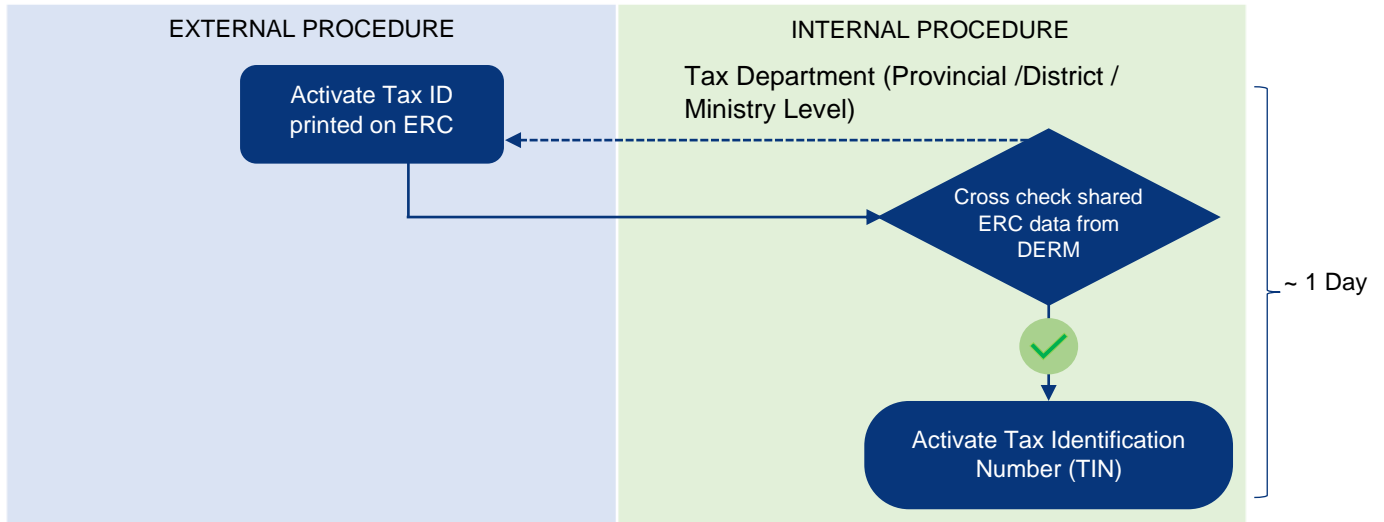 EXTERNAL PROCEDURE
INTERNAL PROCEDURE
Tax Department (Provincial /District /
Ministry Level)
Activate Tax ID
printed on ERC
Cross check shared
ERC data from
DERM
~ 1 Day
Activate Tax Identification
Number (TIN)